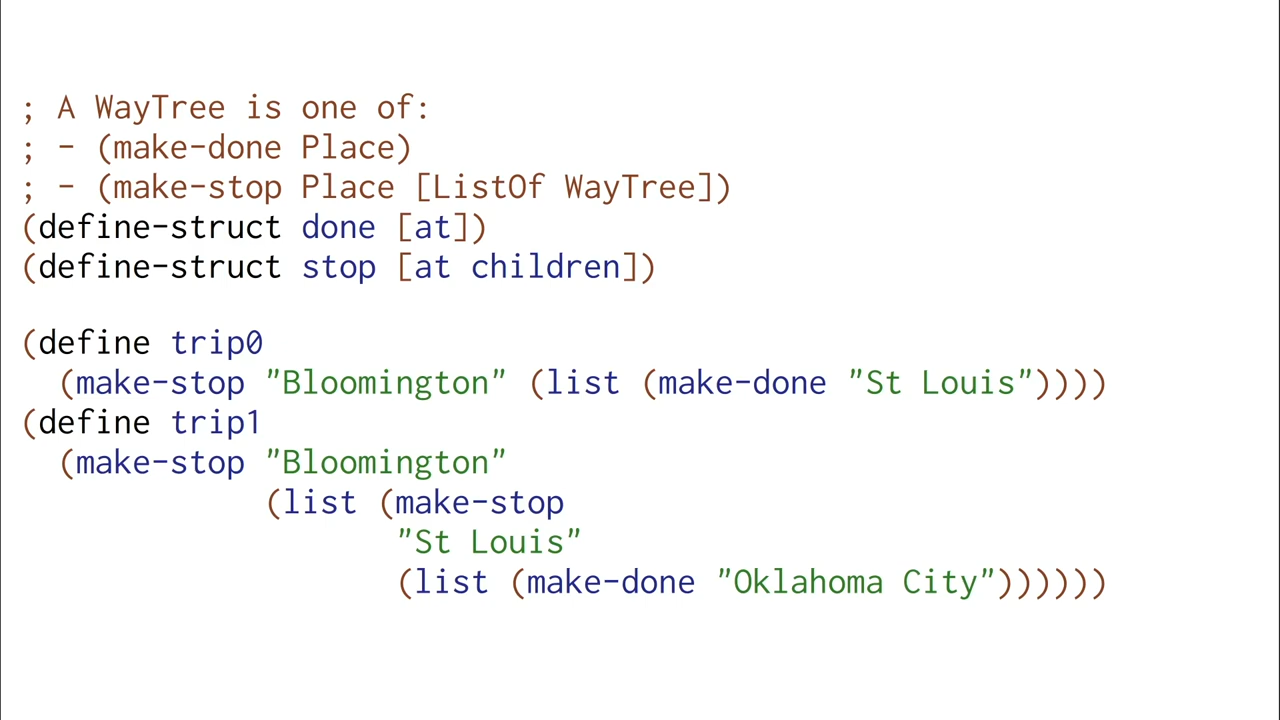 ; A WayTree is one of:
; - (make-done Place)
; - (make-stop Place [ListOf WayTree])
(define-struct done [at])
(define-struct stop [at children])
(define trip0
(make-stop "Bloomington" (list (make-done "St Louis"))))
(define trip1
(make-stop "Bloomington"
(list (make-stop
"St Louis"
(list (make-done "Oklahoma City"))))))